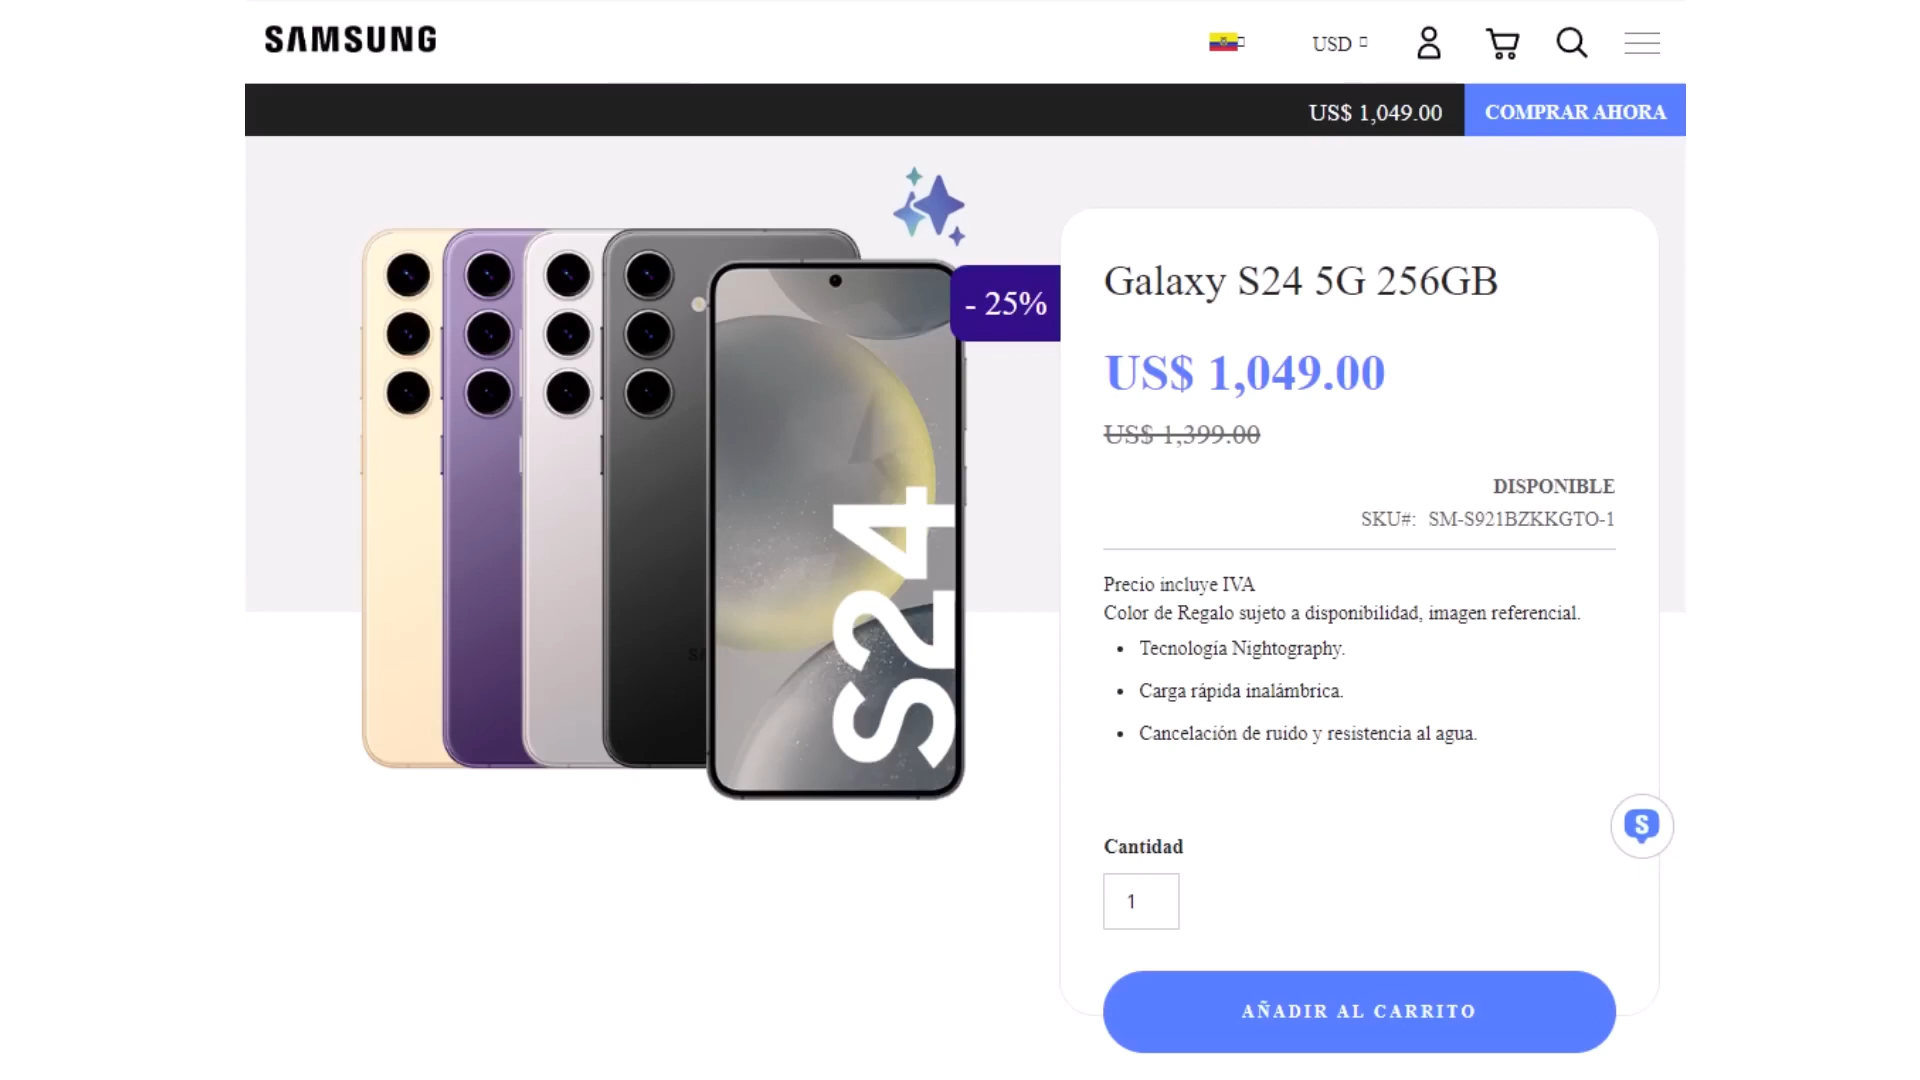 SAMSUNG
USD
US$ 1,049.00
COMPRAR AHORA
- 25%
Galaxy S24 5G 256GB
US$ 1,049.00
US$ 1,399.00
DISPONIBLE
SKU#: SM-S921BZKKGTO-1
Precio incluye IVA
Color de Regalo sujeto a disponibilidad, imagen referencial.
• Tecnología Nightography.
• Carga rápida inalámbrica.
• Cancelación de ruido y resistencia al agua.
S24
S
Cantidad
1
AÑADIR AL CARRITO